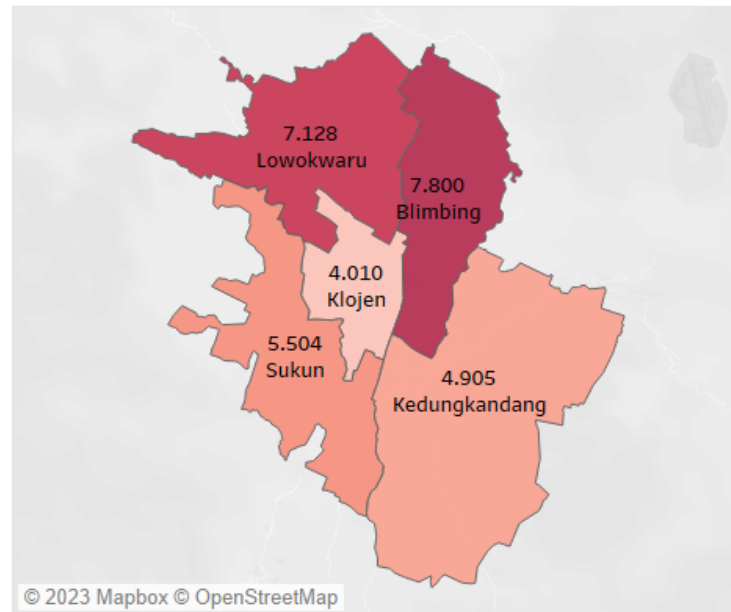 7.128
Lowokwaru
7.800
Blimbing
4.010
Klojen
5.504
Sukun
4.905
Kedungkandang
© 2023 Mapbox © OpenStreetMap